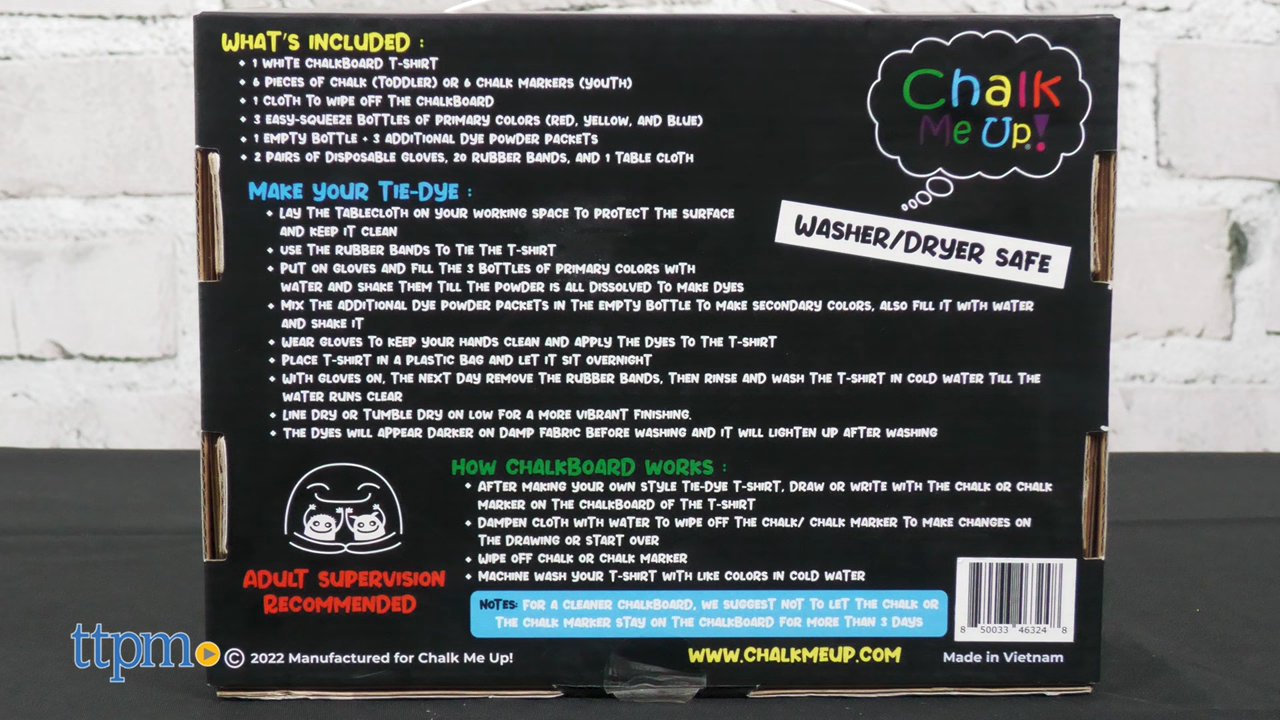 WHAT'S INCLUDED :
1 WHITE CHALKBOARD T-SHIRT
6 PIECES OF CHALK (TODDLER) OR 6 CHALK MARKERS (YOUTH)
1 CLOTH TO WIPE OFF THE CHALKBOARD
3 EASY-SQUEEZE BOTTLES OF PRIMARY COLORS (RED, YELLOW, AND BLUE)
1 EMPTY BOTTLE + 3 ADDITIONAL DYE POWDER PACKETS
2 PAIRS OF DISPOSABLE GLOVES, 20 RUBBER BANDS, AND 1 TABLE CLOTH
Chalk
Me Up!
WASHER/DRYER SAFE
MAKE YOUR TIE-DYE :
LAY THE TABLECLOTH ON YOUR WORKING SPACE TO PROTECT THE SURFACE
AND KEEP IT CLEAN
USE THE RUBBER BANDS TO TIE THE T-SHIRT
PUT ON GLOVES AND FILL THE 3 BOTTLES OF PRIMARY COLORS WITH
WATER AND SHAKE THEM TILL THE POWDER IS ALL DISSOLVED TO MAKE DYES
MIX THE ADDITIONAL DYE POWDER PACKETS IN THE EMPTY BOTTLE TO MAKE SECONDARY COLORS, ALSO FILL IT WITH WATER
AND SHAKE IT
WEAR GLOVES TO KEEP YOUR HANDS CLEAN AND APPLY THE DYES TO THE T-SHIRT
PLACE T-SHIRT IN A PLASTIC BAG AND LET IT SIT OVERNIGHT
WITH GLOVES ON, THE NEXT DAY REMOVE THE RUBBER BANDS, THEN RINSE AND WASH THE T-SHIRT IN COLD WATER TILL THE
WATER RUNS CLEAR
LINE DRY OR TUMBLE DRY ON LOW FOR A MORE VIBRANT FINISHING.
THE DYES WILL APPEAR DARKER ON DAMP FABRIC BEFORE WASHING AND IT WILL LIGHTEN UP AFTER WASHING
HOW CHALKBOARD WORKS :
AFTER MAKING YOUR OWN STYLE TIE-DYE T-SHIRT, DRAW OR WRITE WITH THE CHALK OR CHALK
MARKER ON THE CHALKBOARD OF THE T-SHIRT
DAMPEN CLOTH WITH WATER TO WIPE OFF THE CHALK/ CHALK MARKER TO MAKE CHANGES ON
THE DRAWING OR START OVER
WIPE OFF CHALK OR CHALK MARKER
MACHINE WASH YOUR T-SHIRT WITH LIKE COLORS IN COLD WATER
ADULT SUPERVISION
RECOMMENDED
NOTES: FOR A CLEANER CHALKBOARD, WE SUGGEST NOT TO LET THE CHALK OR
THE CHALK MARKER STAY ON THE CHALKBOARD FOR MORE THAN 3 DAYS
8 50033 46324 8
ttpm
© 2022 Manufactured for Chalk Me Up!
WWW.CHALKMEUP.COM
Made in Vietnam